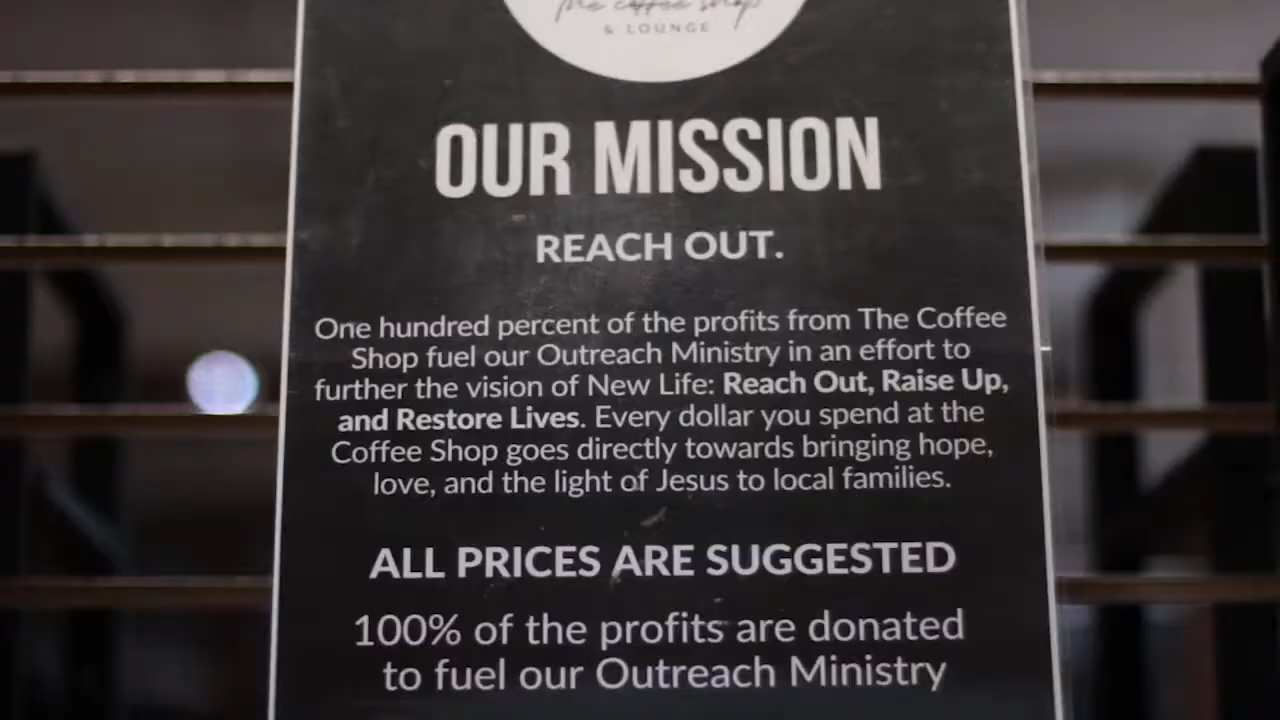 The coffee shop
& LOUNGE
OUR MISSION
REACH OUT.
One hundred percent of the profits from The Coffee
Shop fuel our Outreach Ministry in an effort to
further the vision of New Life: Reach Out, Raise Up,
and Restore Lives. Every dollar you spend at the
Coffee Shop goes directly towards bringing hope,
love, and the light of Jesus to local families.
ALL PRICES ARE SUGGESTED
100% of the profits are donated
to fuel our Outreach Ministry